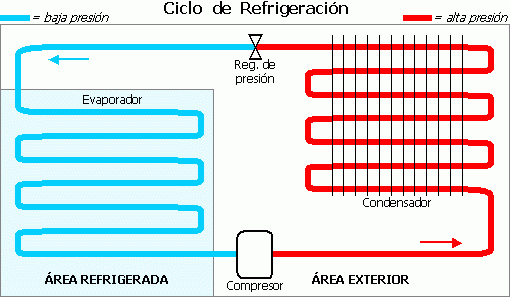 Ciclo de Refrigeración
= baja presión
= alta presión
Reg. de
presión
Evaporador
Condensador
ÁREA REFRIGERADA
Compresor
ÁREA EXTERIOR